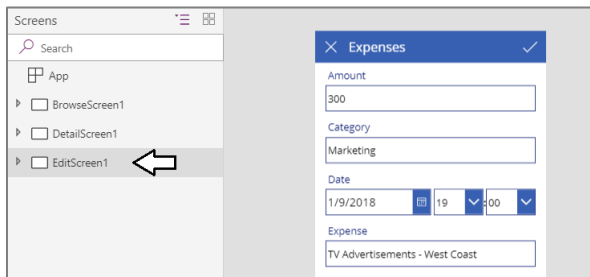 Screens
Search
App
BrowseScreen1
DetailScreen1
EditScreen1
Expenses
Amount
300
Category
Marketing
Date
1/9/2018 19 :00
Expense
TV Advertisements - West Coast